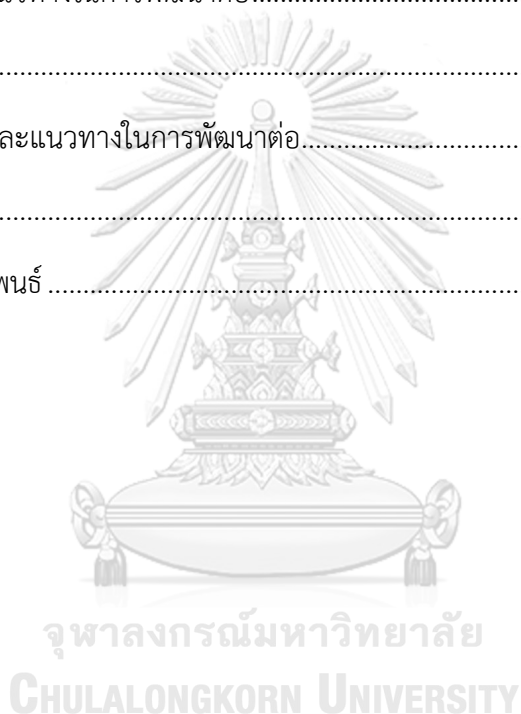 ...................................................................
...................................................................
ละแนวทางในการพัฒนาต่อ...........................
...................................................................
พนธ์ ...........................................................
จุฬาลงกรณ์มหาวิทยาลัย
CHULALONGKORN UNIVERSITY